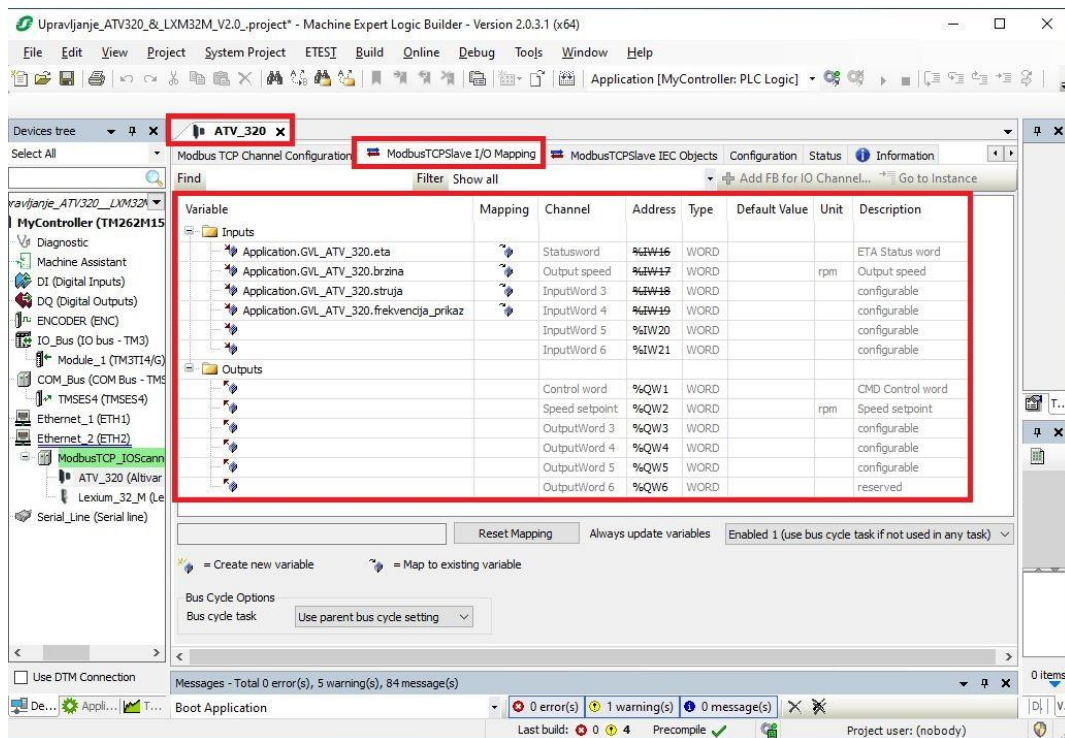 Upravljanje_ATV320_&_LXM32M_V2.0_.project* - Machine Expert Logic Builder - Version 2.0.3.1 (x64)
File Edit View Project System Project ETEST Build Online Debug Tools Window Help
Application [MyController: PLC Logic]
Devices tree
ATV_320
Select All
Modbus TCP Channel Configuration
ModbusTCPSlave I/O Mapping
ModbusTCPSlave IEC Objects
Configuration
Status
Information
Find
Filter Show all
Add FB for IO Channel...
Go to Instance
Variable Mapping Channel Address Type Default Value Unit Description
Inputs
Application.GVL_ATV_320.eta Statusword %IW16 WORD ETA Status word
Application.GVL_ATV_320.brzina Output speed %IW17 WORD rpm Output speed
Application.GVL_ATV_320.struja InputWord 3 %IW18 WORD configurable
Application.GVL_ATV_320.frekvencija_prikaz InputWord 4 %IW19 WORD configurable
InputWord 5 %IW20 WORD configurable
InputWord 6 %IW21 WORD configurable
Outputs
Control word %QW1 WORD CMD Control word
Speed setpoint %QW2 WORD rpm Speed setpoint
OutputWord 3 %QW3 WORD configurable
OutputWord 4 %QW4 WORD configurable
OutputWord 5 %QW5 WORD configurable
OutputWord 6 %QW6 WORD reserved
ravljanje_ATV320__LXM32M
MyController (TM262M15
Diagnostic
Machine Assistant
DI (Digital Inputs)
DQ (Digital Outputs)
ENCODER (ENC)
IO_Bus (IO bus - TM3)
Module_1 (TM3TI4/G)
COM_Bus (COM Bus - TMS
TMSES4 (TMSES4)
Ethernet_1 (ETH1)
Ethernet_2 (ETH2)
ModbusTCP_IOScann
ATV_320 (Altivar
Lexium_32_M (Le
Serial_Line (Serial line)
Reset Mapping
Always update variables
Enabled 1 (use bus cycle task if not used in any task)
= Create new variable
= Map to existing variable
Bus Cycle Options
Bus cycle task
Use parent bus cycle setting
Use DTM Connection
De... Appli... T...
Messages - Total 0 error(s), 5 warning(s), 84 message(s)
Boot Application
0 error(s)
1 warning(s)
0 message(s)
T...
0 items
D(
V.
Last build: 0 4 Precompile
Project user: (nobody)